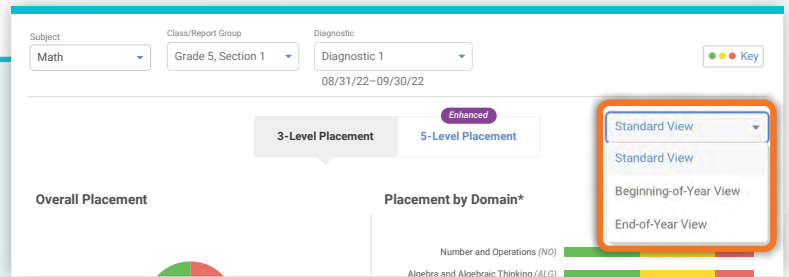 Subject
Class/Report Group
Diagnostic
Math
Grade 5, Section 1
Diagnostic 1
Key
08/31/22–09/30/22
Enhanced
3-Level Placement
5-Level Placement
Standard View
Standard View
Beginning-of-Year View
End-of-Year View
Overall Placement
Placement by Domain*
Number and Operations (NO)
Algebra and Algebraic Thinking (ALG)